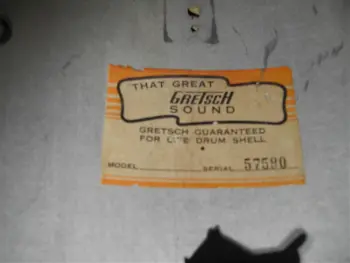 THAT GREAT
GRETSCH
SOUND
GRETSCH GUARANTEED
FOR LIFE DRUM SHELL
MODEL SERIAL 57590